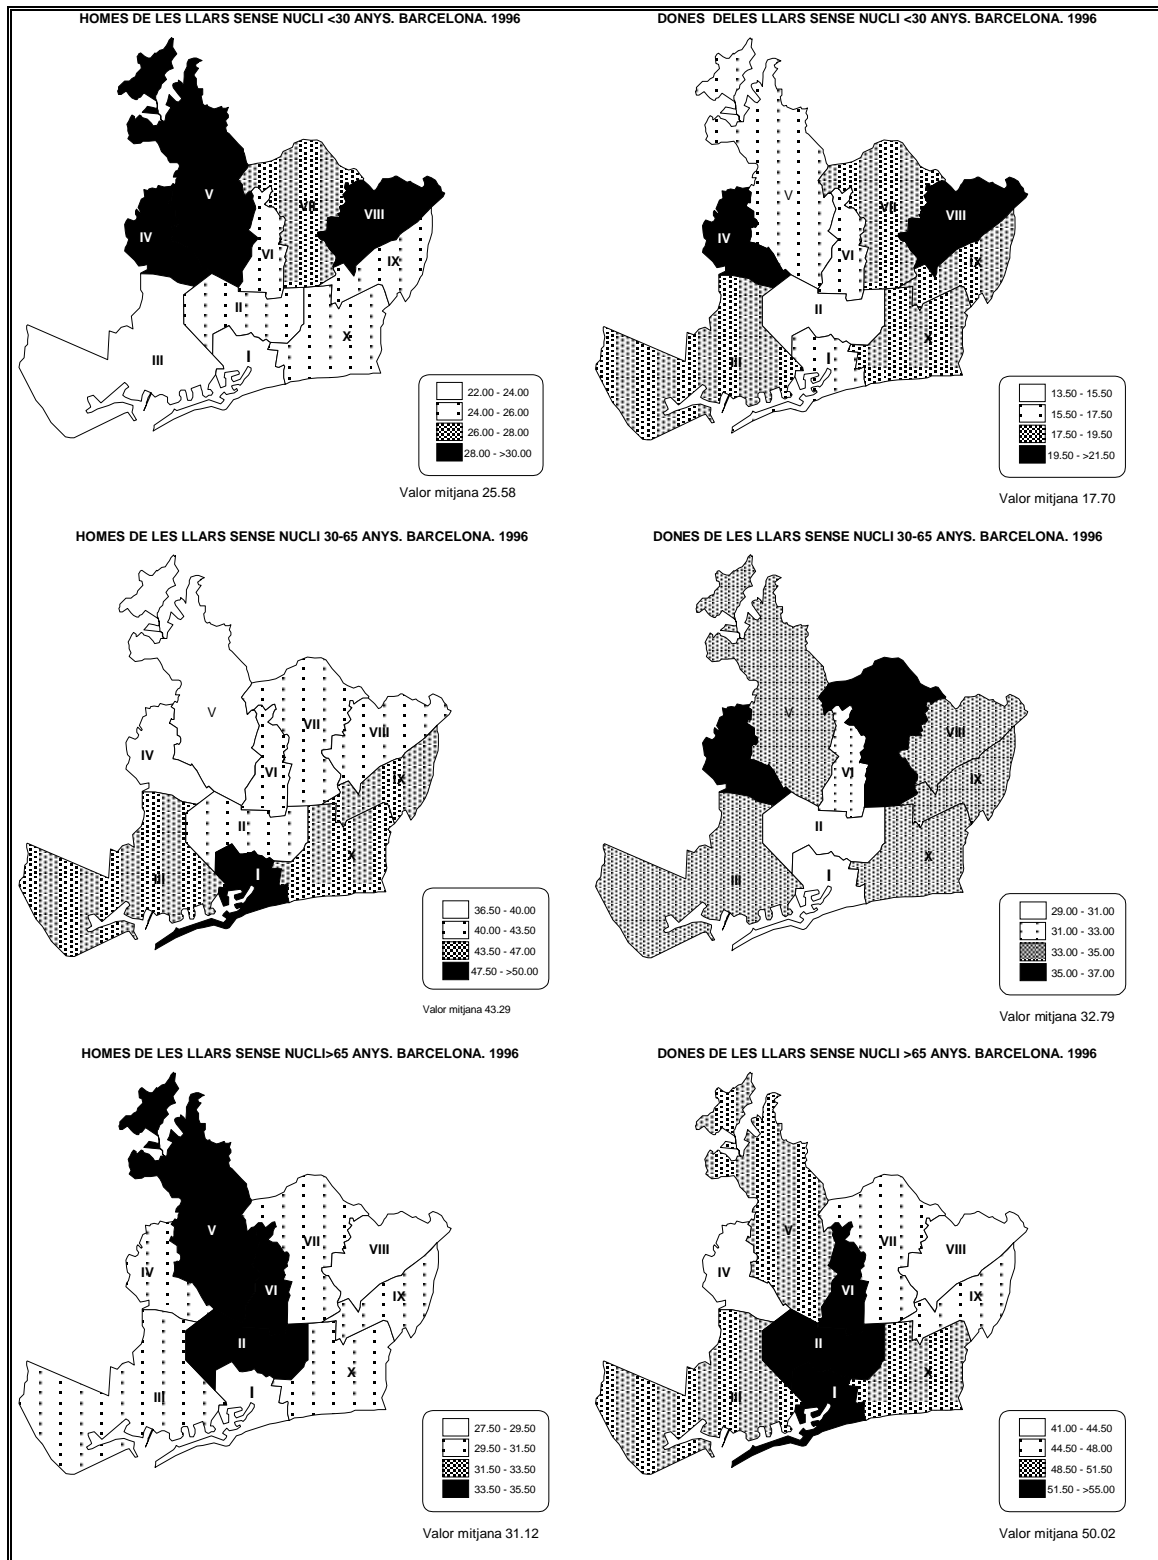 HOMES DE LES LLARS SENSE NUCLI <30 ANYS. BARCELONA. 1996
V
IV
VII
VIII
VI
IX
II
X
III
I
22.00 - 24.00
24.00 - 26.00
26.00 - 28.00
28.00 - >30.00
Valor mitjana 25.58
DONES DELES LLARS SENSE NUCLI <30 ANYS. BARCELONA. 1996
V
IV
VII
VIII
VI
IX
II
X
III
I
13.50 - 15.50
15.50 - 17.50
17.50 - 19.50
19.50 - >21.50
Valor mitjana 17.70
HOMES DE LES LLARS SENSE NUCLI 30-65 ANYS. BARCELONA. 1996
V
IV
VII
VIII
VI
IX
II
X
III
I
36.50 - 40.00
40.00 - 43.50
43.50 - 47.00
47.50 - >50.00
Valor mitjana 43.29
DONES DE LES LLARS SENSE NUCLI 30-65 ANYS. BARCELONA. 1996
V
VIII
VI
IX
II
X
III
I
29.00 - 31.00
31.00 - 33.00
33.00 - 35.00
35.00 - 37.00
Valor mitjana 32.79
HOMES DE LES LLARS SENSE NUCLI>65 ANYS. BARCELONA. 1996
V
IV
VII
VIII
VI
IX
II
X
III
I
27.50 - 29.50
29.50 - 31.50
31.50 - 33.50
33.50 - 35.50
Valor mitjana 31.12
DONES DE LES LLARS SENSE NUCLI >65 ANYS. BARCELONA. 1996
V
IV
VII
VIII
VI
IX
II
X
III
I
41.00 - 44.50
44.50 - 48.00
48.50 - 51.50
51.50 - >55.00
Valor mitjana 50.02